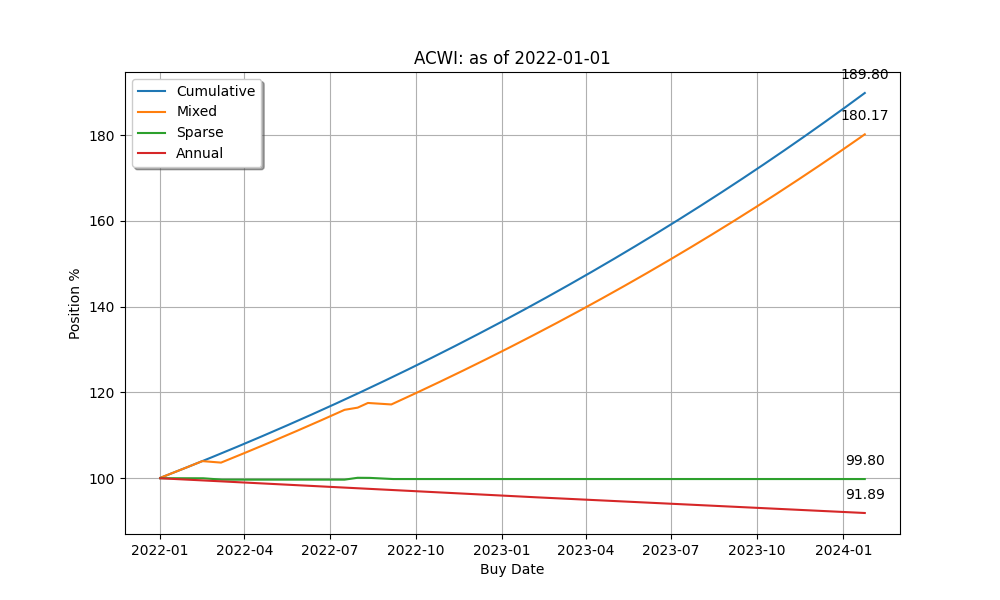 ACWI: as of 2022-01-01
189.80
Cumulative
Mixed
Sparse
Annual
180.17
180
160
140
120
100
99.80
91.89
Position %
2022-01
2022-04
2022-07
2022-10
2023-01
2023-04
2023-07
2023-10
2024-01
Buy Date